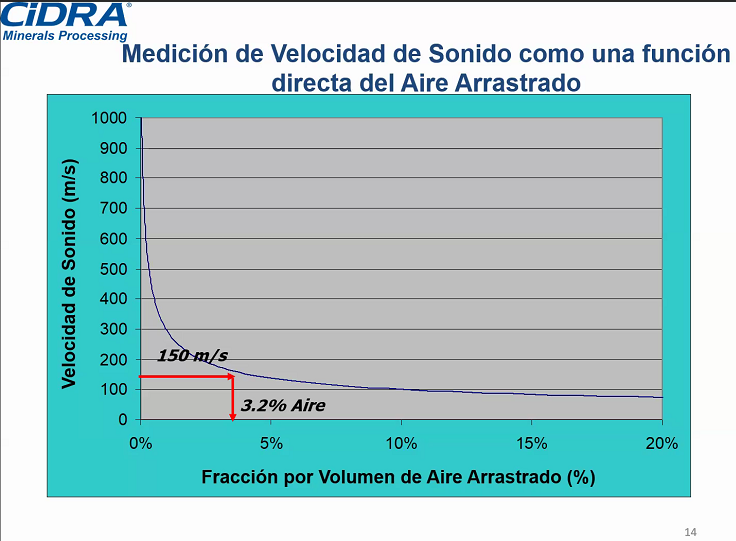 CiDRA®
Minerals Processing
Medición de Velocidad de Sonido como una función
directa del Aire Arrastrado
Velocidad de Sonido (m/s)
1000
900
800
700
600
500
400
300
200
100
0
150 m/s
3.2% Aire
0% 5% 10% 15% 20%
Fracción por Volumen de Aire Arrastrado (%)
14